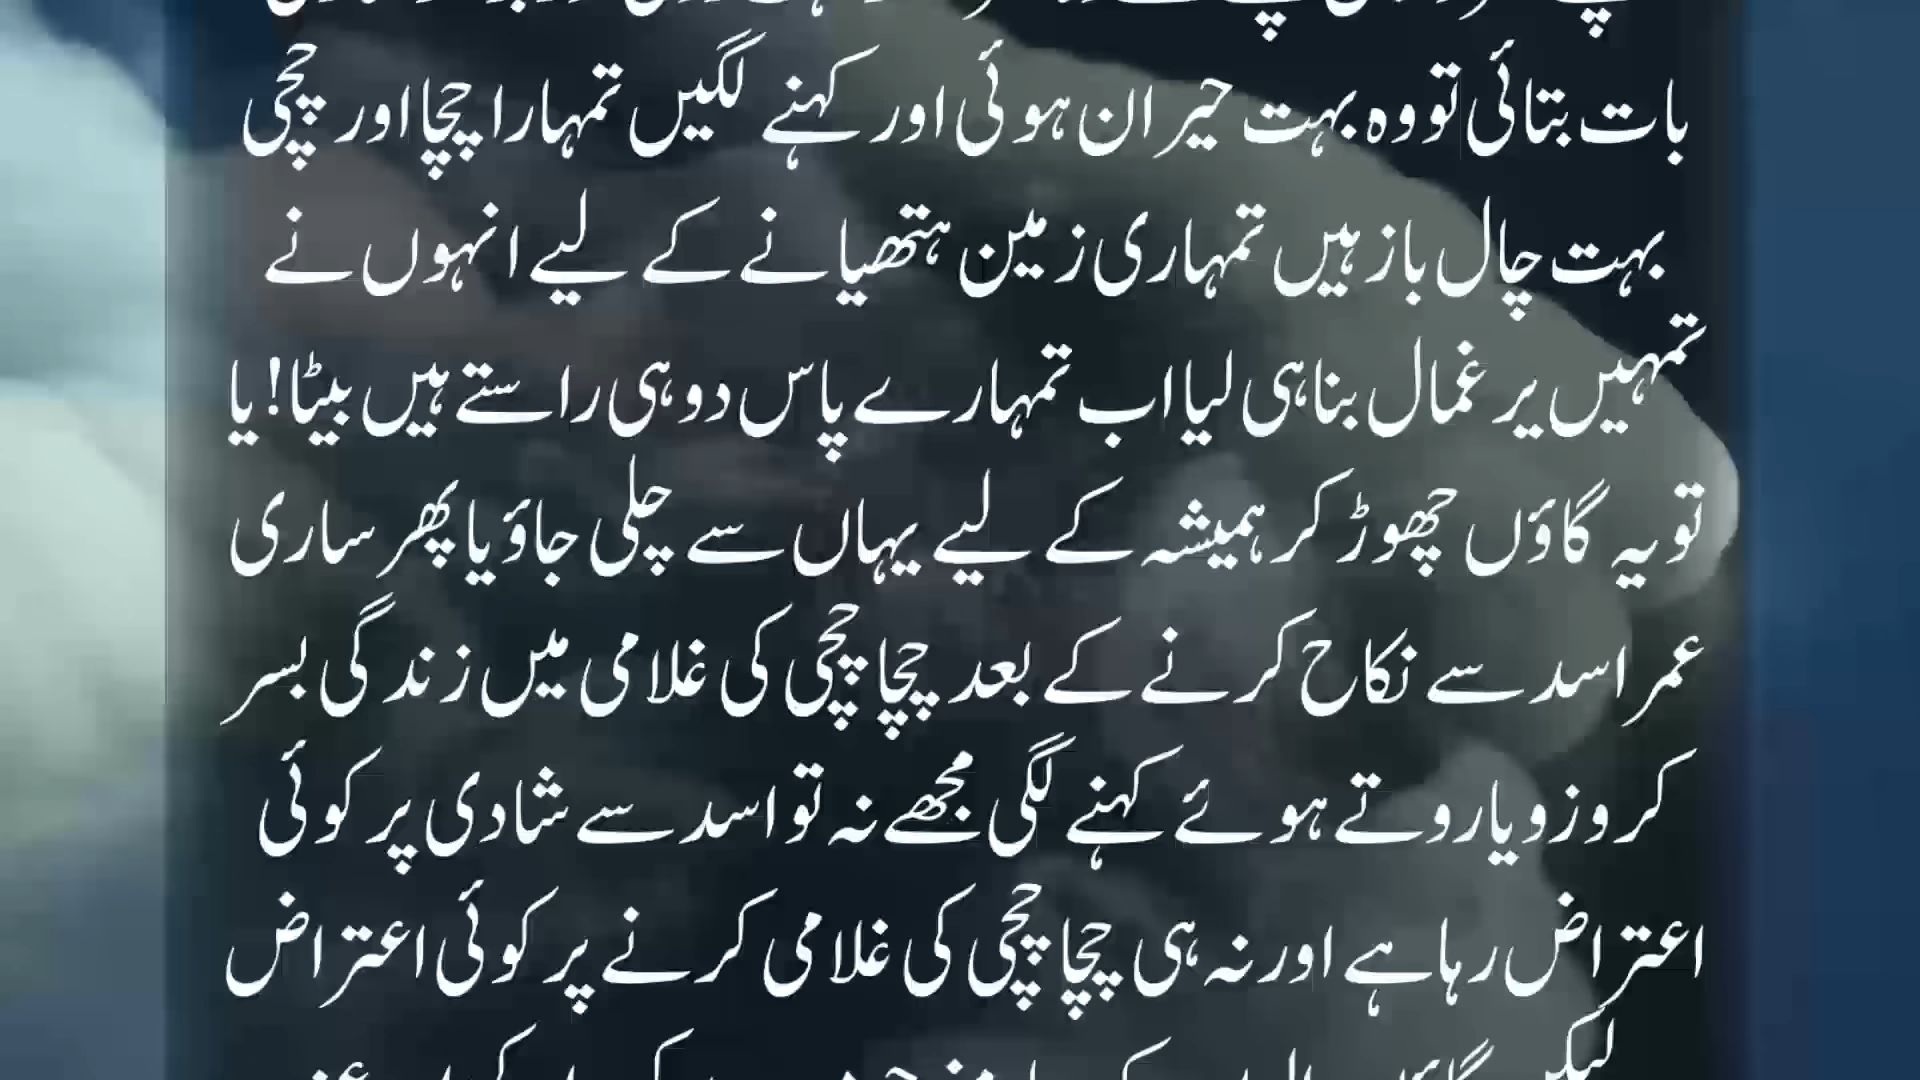 بات بتائی تو وہ بہت حیران ہوئی اور کہنے لگیں تمہارا چچا اور چچی
بہت چال باز ہیں تمہاری زمین ہتھیانے کے لیے انہوں نے
تمہیں یر غمال بنا ہی لیا اب تمہارے پاس دو ہی راستے ہیں بیٹا! یا
تو یہ گاؤں چھوڑ کر ہمیشہ کے لیے یہاں سے چلی جاؤ یا پھر ساری
عمر اسد سے نکاح کرنے کے بعد چچا چچی کی غلامی میں زندگی بسر
کرو زویا روتے ہوئے کہنے لگی مجھے نہ تو اسد سے شادی پر کوئی
اعتراض رہا ہے اور نہ ہی چچا چچی کی غلامی کرنے پر کوئی اعتراض
لیکن